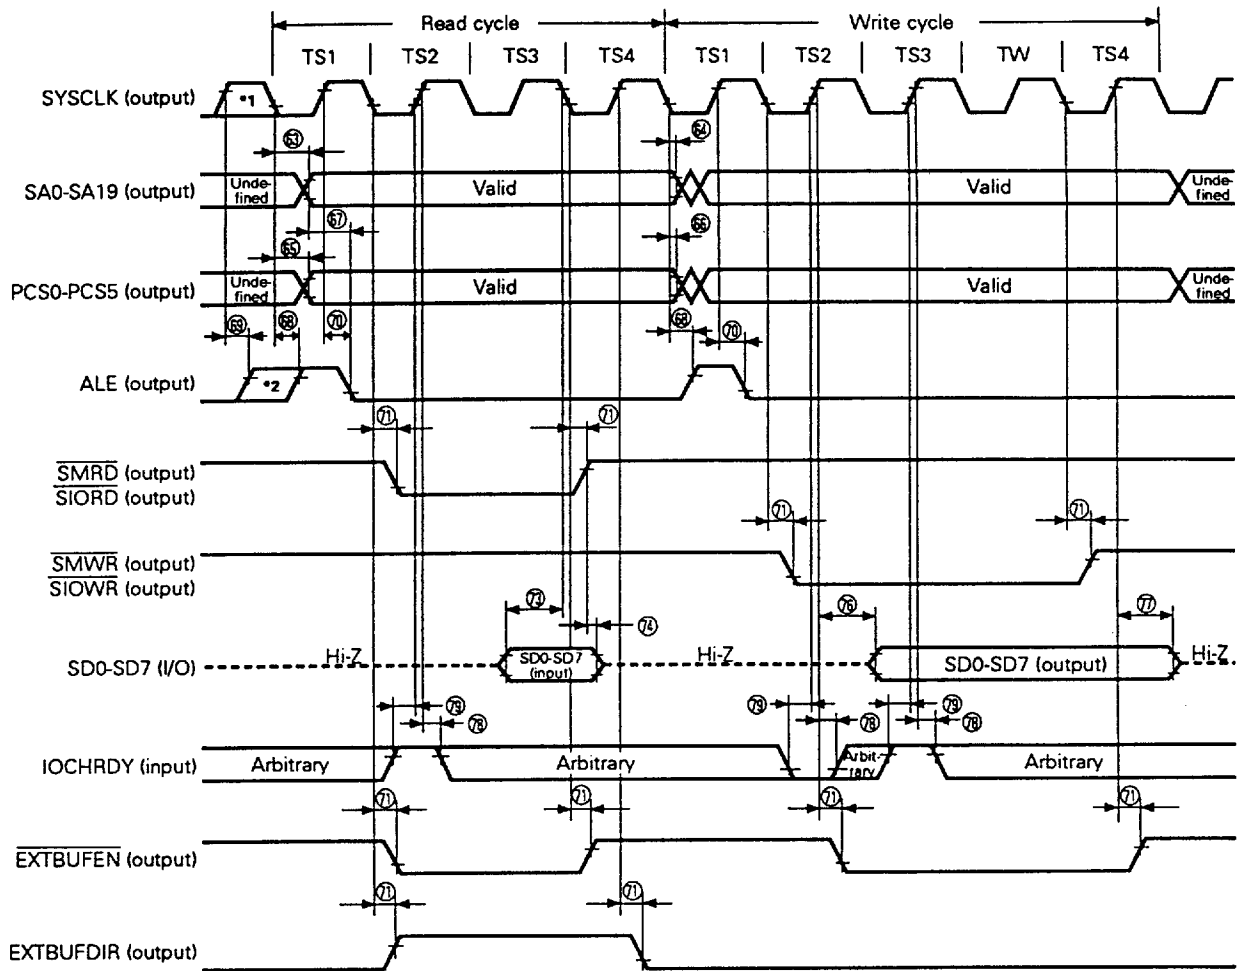 Read cycle Write cycle
TS1 TS2 TS3 TS4 TS1 TS2 TS3 TW TS4
SYSCLK (output) *1
63 64
SA0-SA19 (output) Unde-fined Valid Valid Unde-fined
67 66
65
PCS0-PCS5 (output) Unde-fined Valid Valid Unde-fined
69 68 70 68 70
ALE (output) *2
71 71
SMRD (output)
SIORD (output)
71 71
SMWR (output)
SIOWR (output)
73 74 76 77
SD0-SD7 (I/O) Hi-Z SD0-SD7 (input) Hi-Z SD0-SD7 (output) Hi-Z
79 78 79 78 79 78
IOCHRDY (input) Arbitrary Arbitrary Arbit-rary Arbitrary
71 71 71 71
EXTBUFEN (output)
71 71
EXTBUFDIR (output)